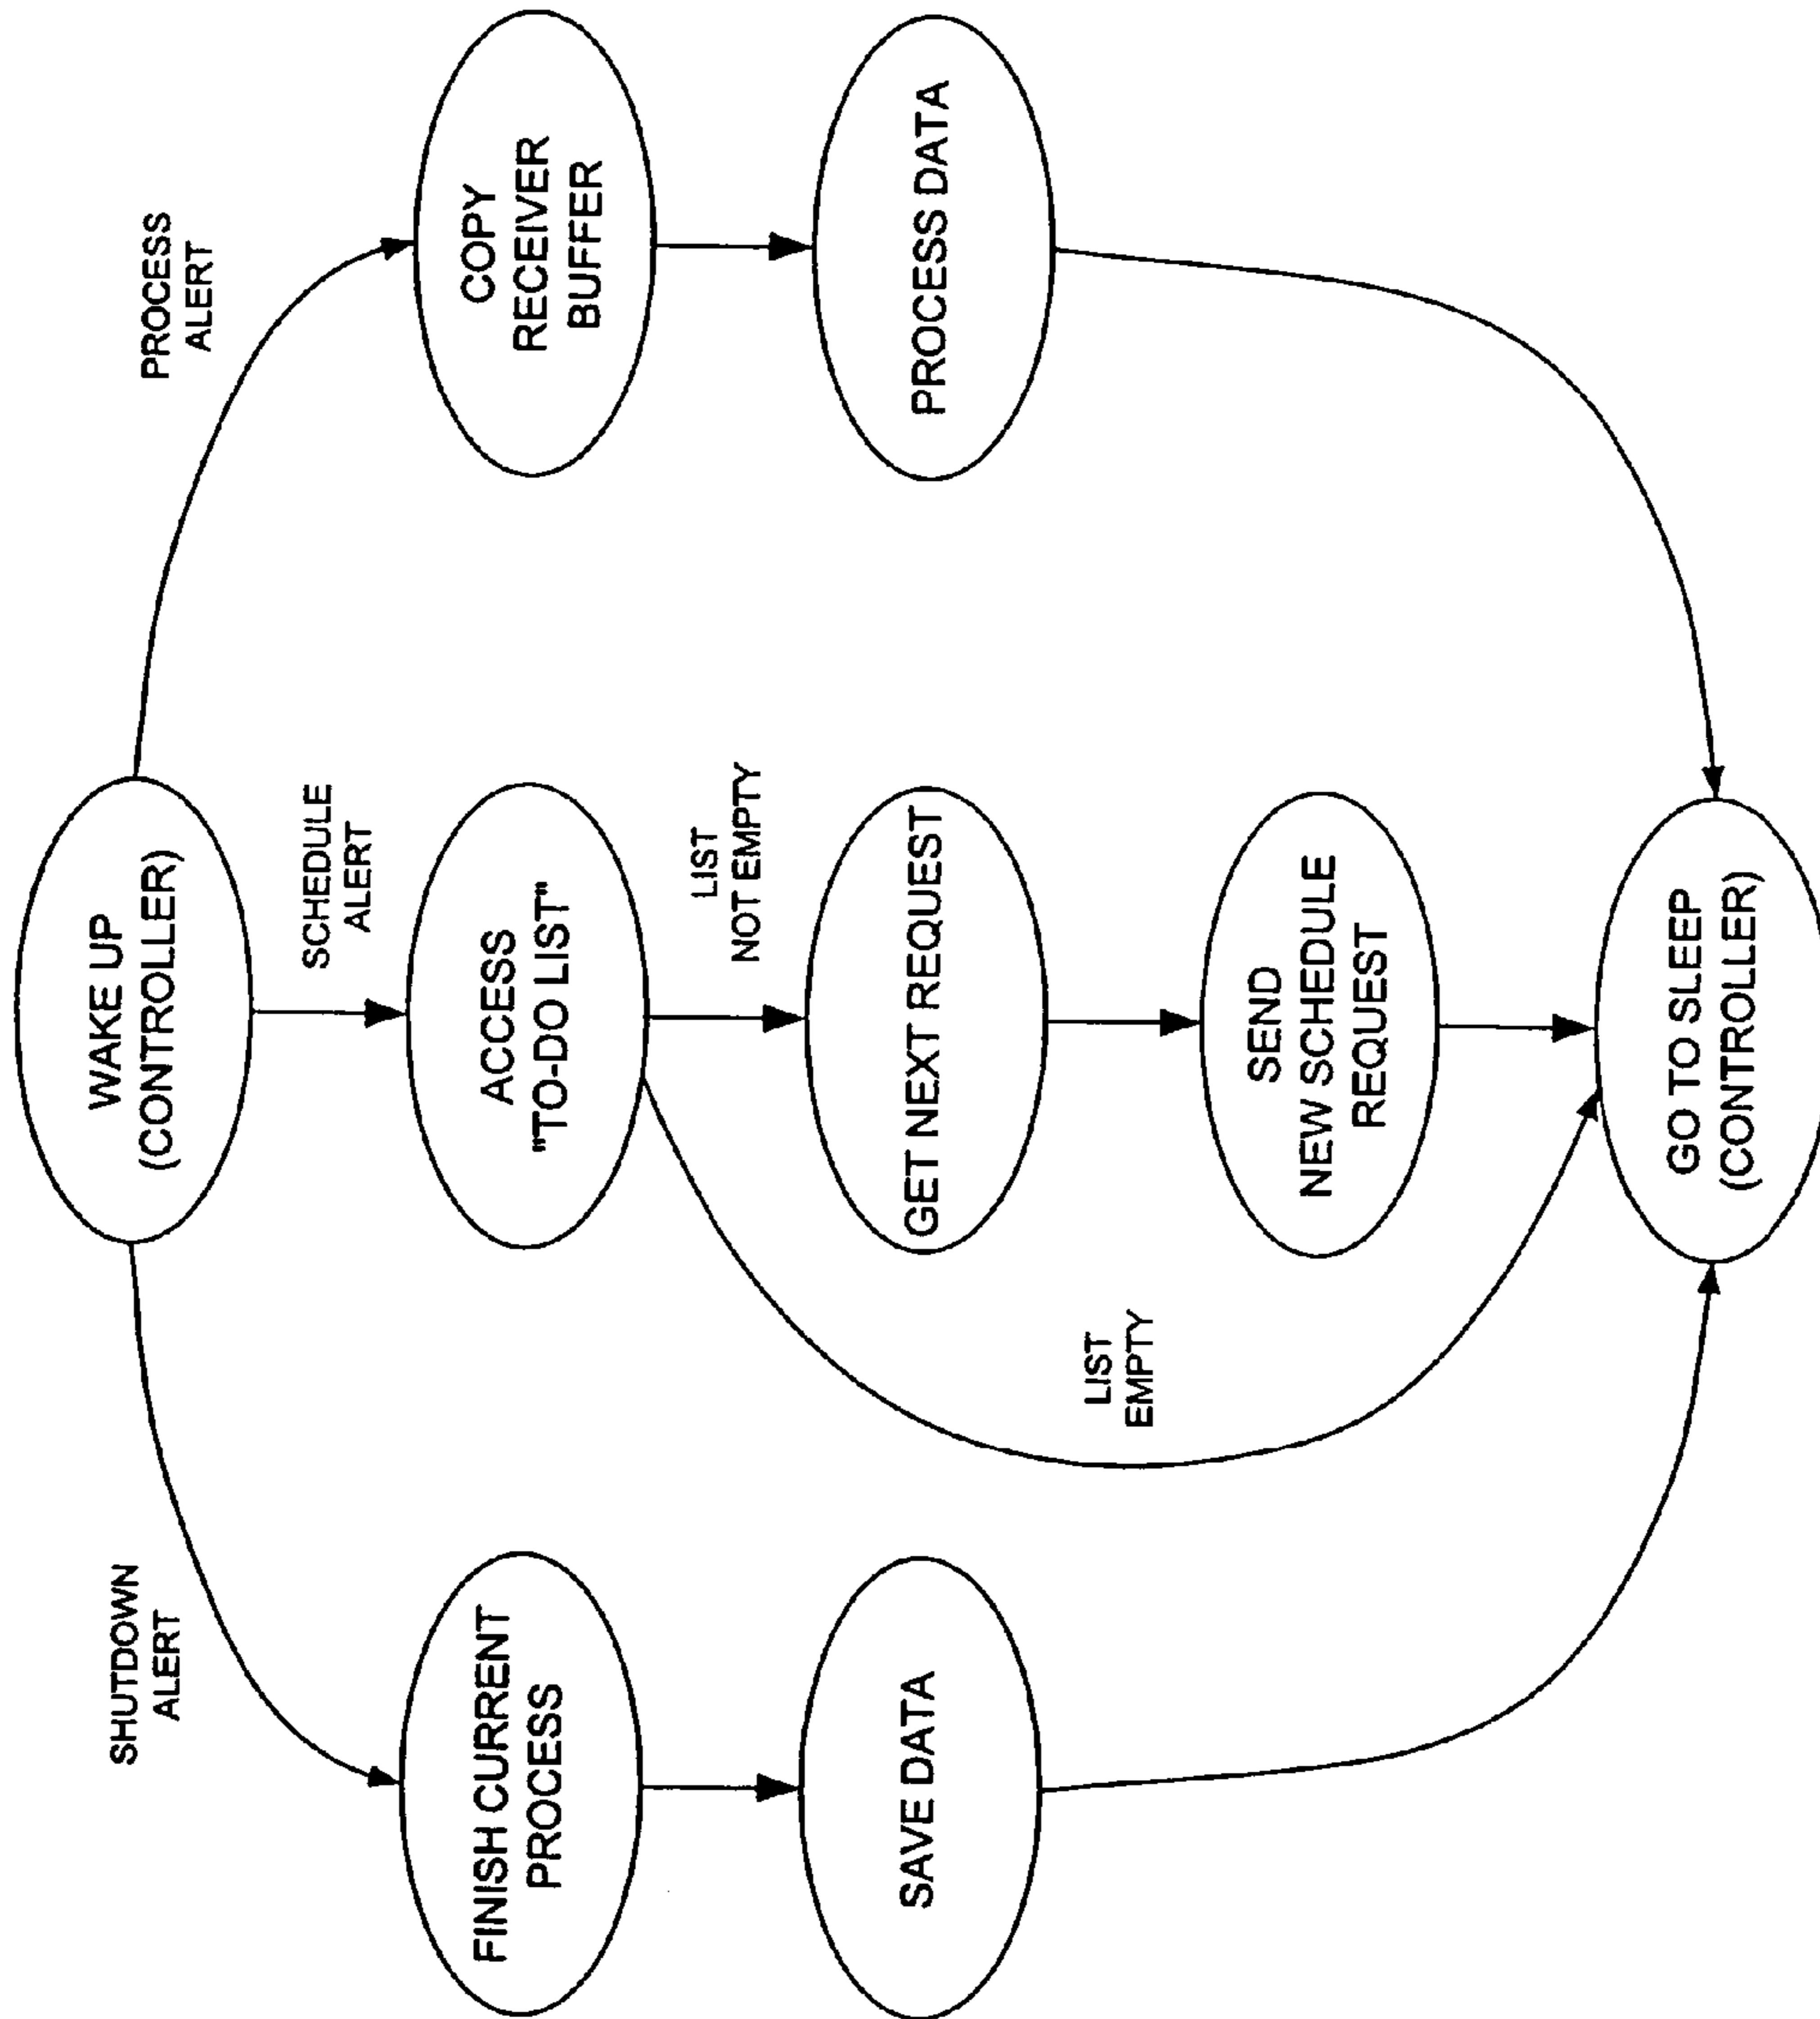 WAKE UP
(CONTROLLER)
SHUTDOWN
ALERT
SCHEDULE
ALERT
PROCESS
ALERT
FINISH CURRENT
PROCESS
ACCESS
"TO-DO LIST"
COPY
RECEIVER
BUFFER
LIST
NOT EMPTY
SAVE DATA
GET NEXT REQUEST
PROCESS DATA
LIST
EMPTY
SEND
NEW SCHEDULE
REQUEST
GO TO SLEEP
(CONTROLLER)